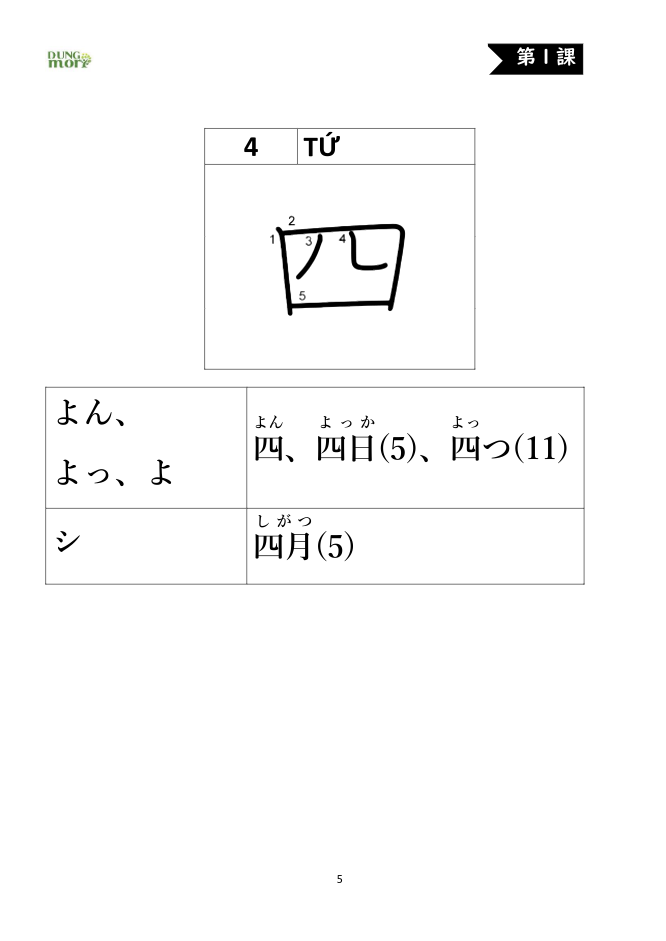 DUNG
mori
第1課
4 TỨ
2
1 3 4
5
よん、
よっ、よ
よん よっか よっ
四、四日(5)、四つ(11)
シ
しがつ
四月(5)
5